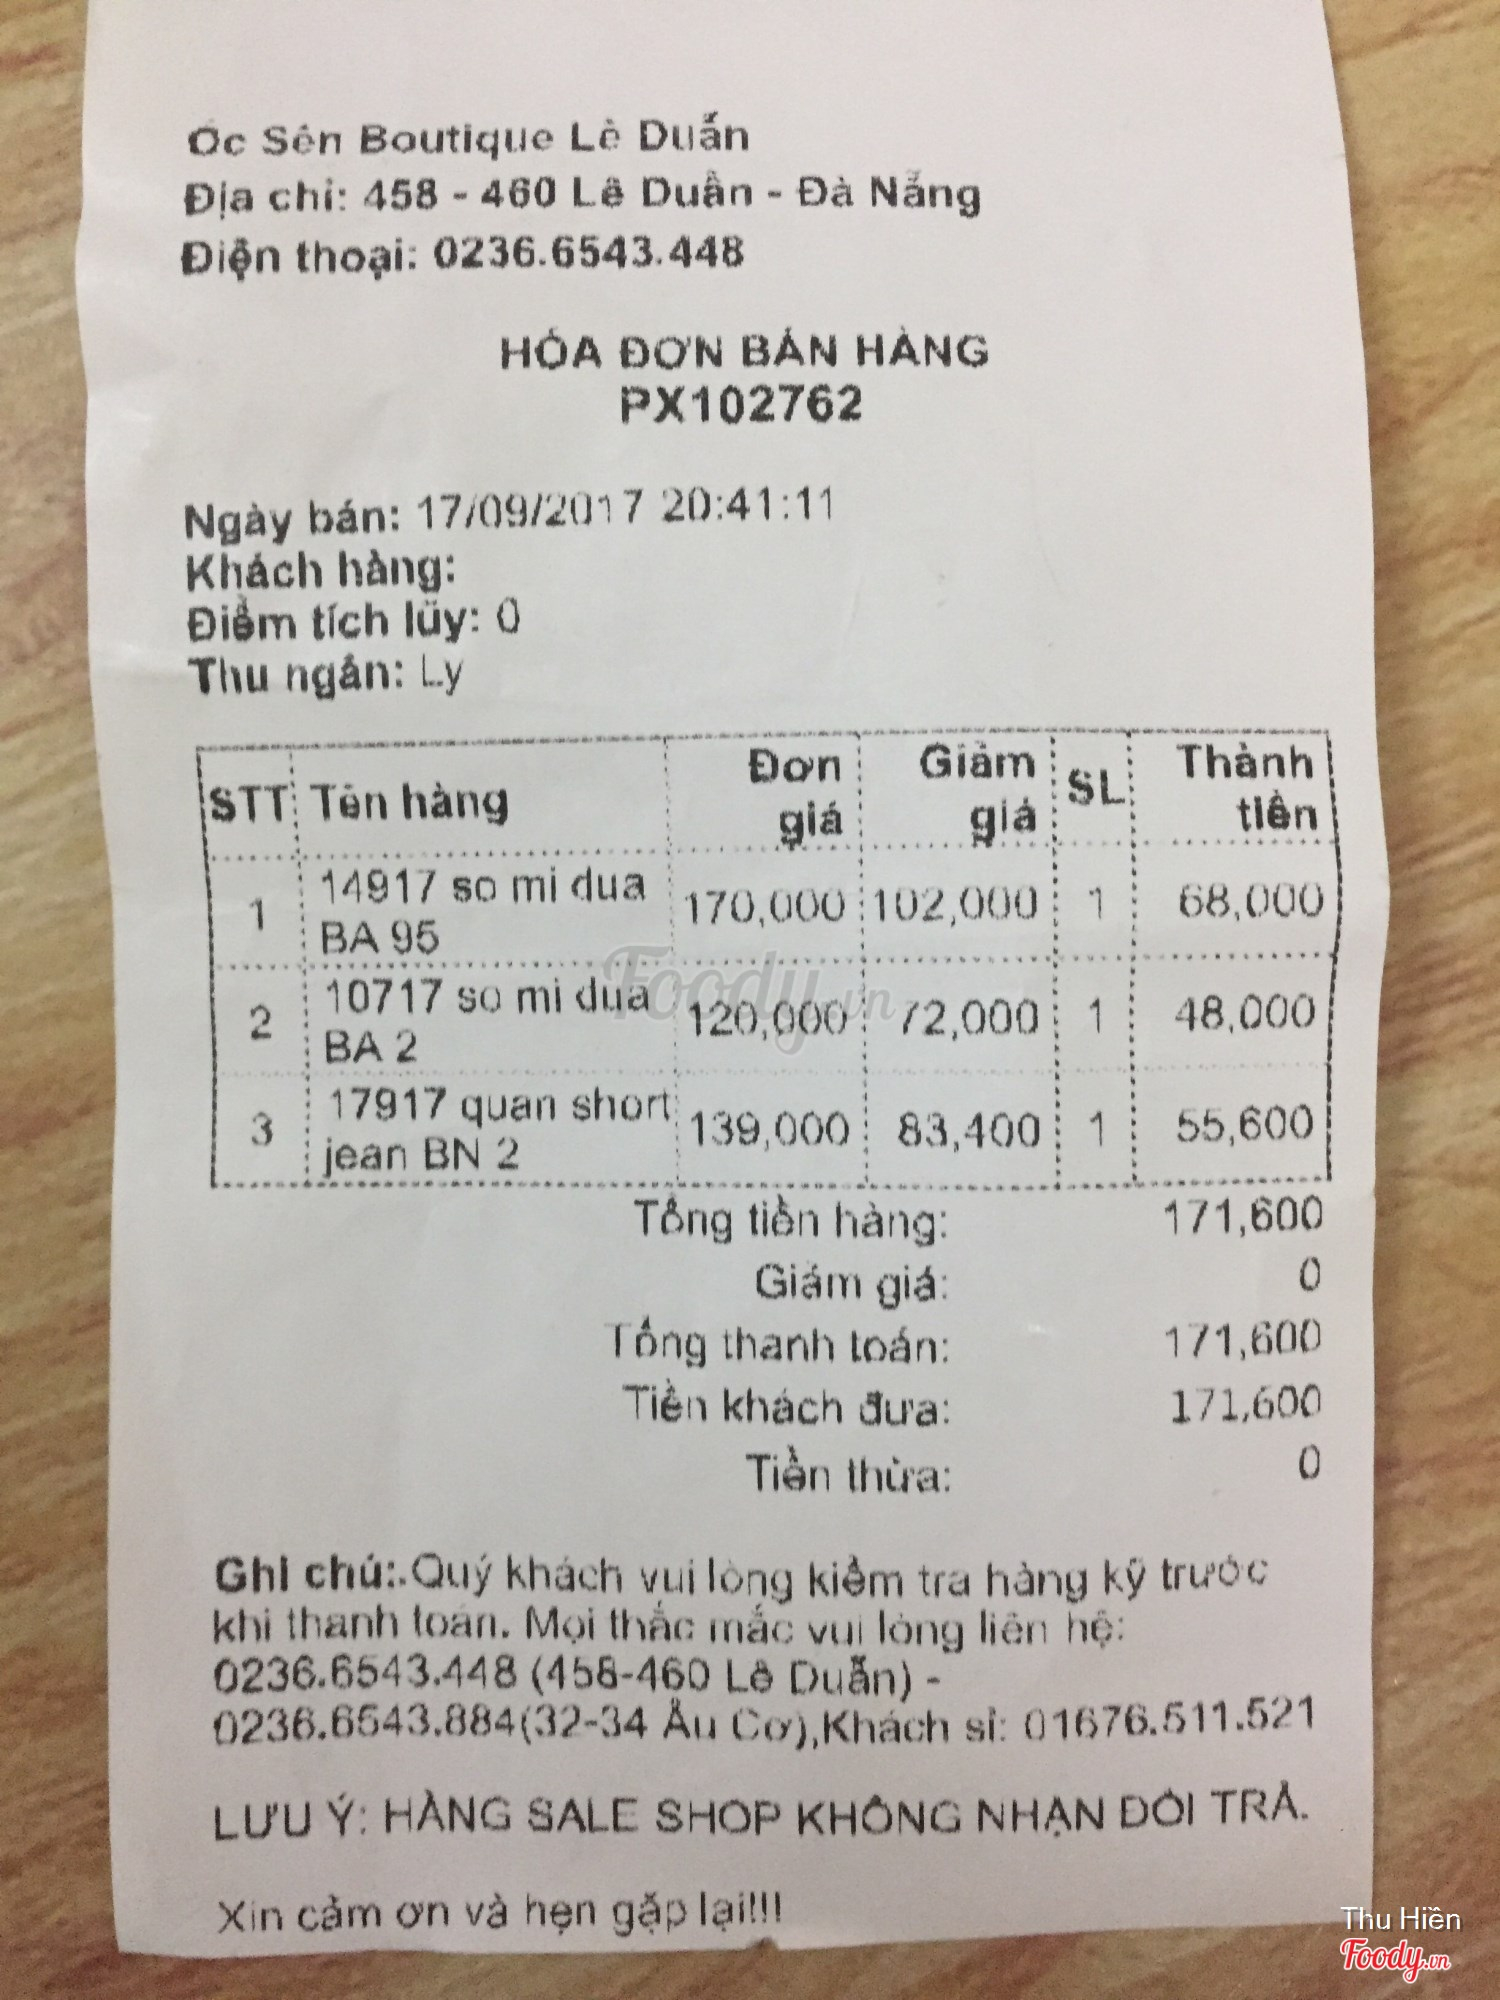 Ốc Sên Boutique Lê Duẩn
Địa chỉ: 458 - 460 Lê Duẩn - Đà Nẵng
Điện thoại: 0236.6543.448
HÓA ĐƠN BÁN HÀNG
PX102762
Ngày bán: 17/09/2017 20:41:11
Khách hàng:
Điểm tích lũy: 0
Thu ngân: Ly
STT Tên hàng Đơn giá Giảm giá SL Thành tiền
1 14917 so mi dua BA 95 170,000 102,000 1 68,000
2 10717 so mi dua BA 2 120,000 72,000 1 48,000
3 17917 quan short jean BN 2 139,000 83,400 1 55,600
Tổng tiền hàng: 171,600
Giảm giá: 0
Tổng thanh toán: 171,600
Tiền khách đưa: 171,600
Tiền thừa: 0
Ghi chú:.Quý khách vui lòng kiểm tra hàng kỹ trước
khi thanh toán. Mọi thắc mắc vui lòng liên hệ:
0236.6543.448 (458-460 Lê Duẩn) -
0236.6543.884(32-34 Âu Cơ),Khách sỉ: 01676.511.521
LƯU Ý: HÀNG SALE SHOP KHÔNG NHẬN ĐỔI TRẢ.
Xin cảm ơn và hẹn gặp lại!!!
Foody.vn
Thu Hiền
Foody.vn